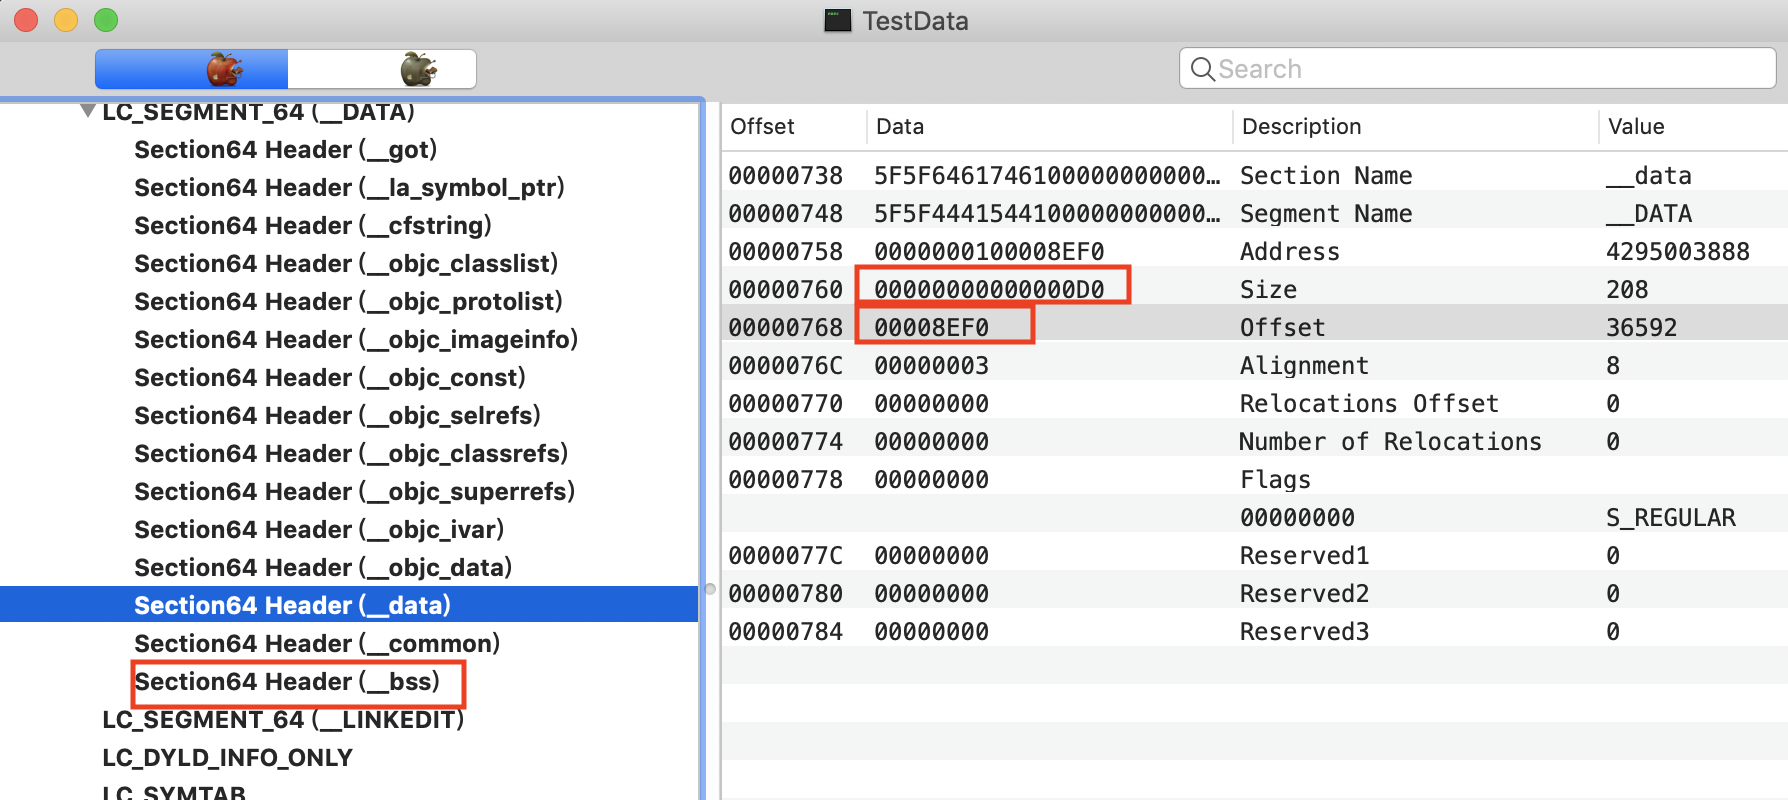 TestData
Search
LC_SEGMENT_64 (__DATA)
Section64 Header (__got)
Section64 Header (__la_symbol_ptr)
Section64 Header (__cfstring)
Section64 Header (__objc_classlist)
Section64 Header (__objc_protolist)
Section64 Header (__objc_imageinfo)
Section64 Header (__objc_const)
Section64 Header (__objc_selrefs)
Section64 Header (__objc_classrefs)
Section64 Header (__objc_superrefs)
Section64 Header (__objc_ivar)
Section64 Header (__objc_data)
Section64 Header (__data)
Section64 Header (__common)
Section64 Header (__bss)
LC_SEGMENT_64 (__LINKEDIT)
LC_DYLD_INFO_ONLY
LC_SYMTAB
Offset Data Description Value
00000738 5F5F6461746100000000000... Section Name __data
00000748 5F5F4441544100000000000... Segment Name __DATA
00000758 0000000100008EF0 Address 4295003888
00000760 00000000000000D0 Size 208
00000768 00008EF0 Offset 36592
0000076C 00000003 Alignment 8
00000770 00000000 Relocations Offset 0
00000774 00000000 Number of Relocations 0
00000778 00000000 Flags
00000000 S_REGULAR
0000077C 00000000 Reserved1 0
00000780 00000000 Reserved2 0
00000784 00000000 Reserved3 0